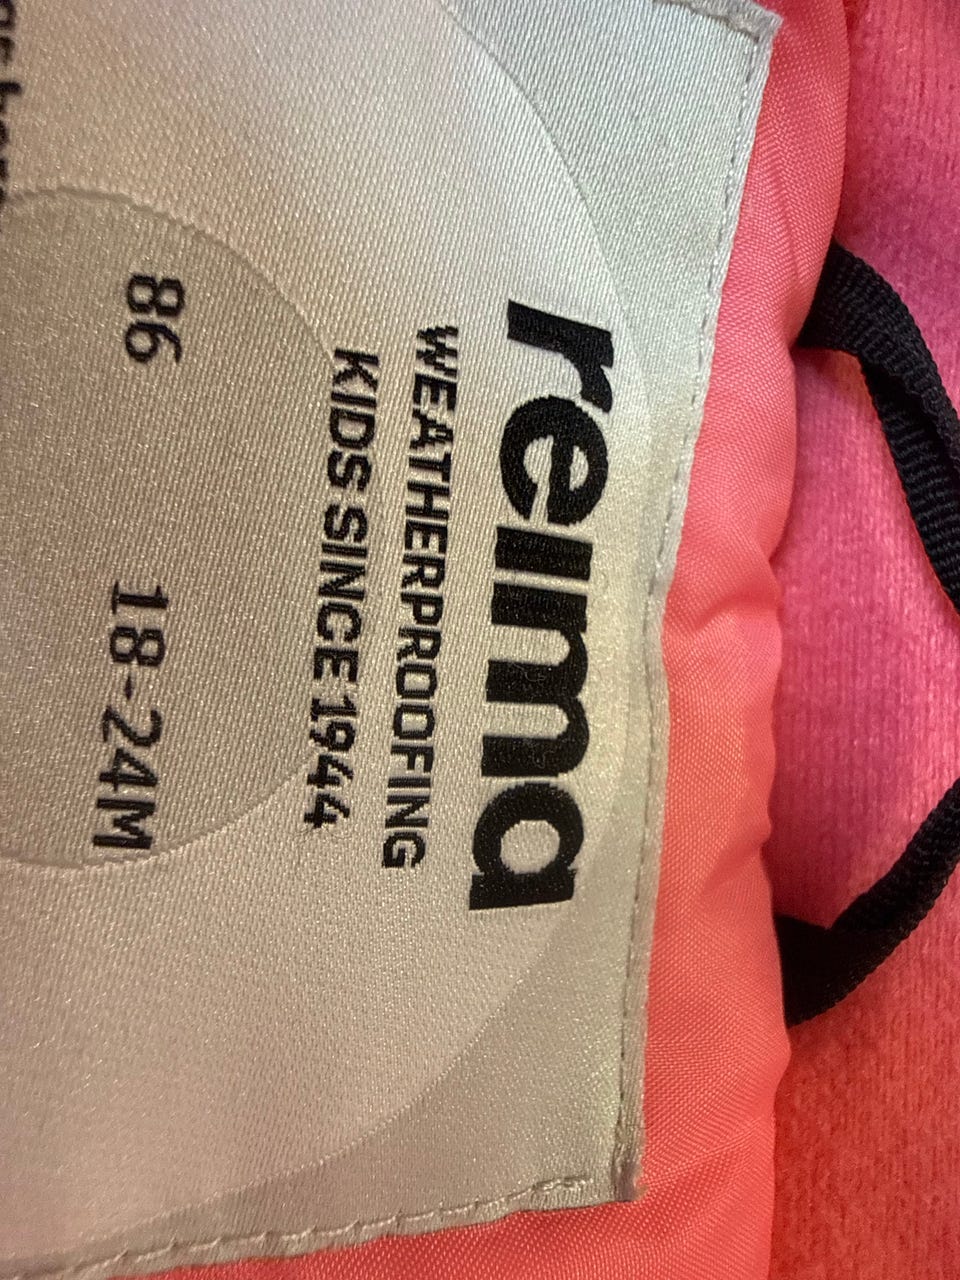 reima
WEATHERPROOFING
KIDS SINCE 1944
86 18-24M